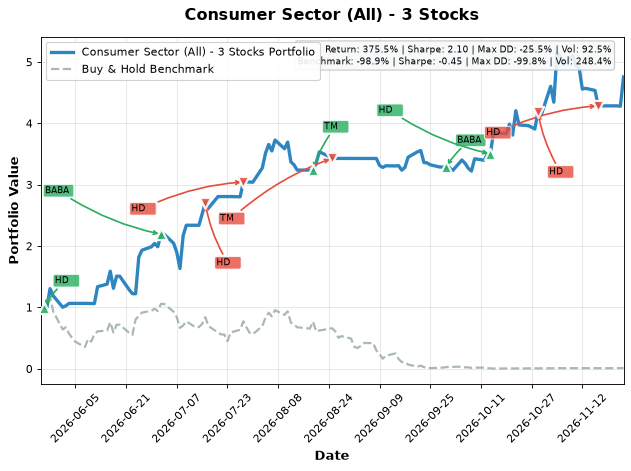 Consumer Sector (All) - 3 Stocks
Consumer Sector (All) - 3 Stocks Portfolio
Buy & Hold Benchmark
Return: 375.5% | Sharpe: 2.10 | Max DD: -25.5% | Vol: 92.5%
Benchmark: -98.9% | Sharpe: -0.45 | Max DD: -99.8% | Vol: 248.4%
Portfolio Value
5
4
3
2
1
0
HD
BABA
HD
TM
HD
TM
HD
BABA
HD
HD
2026-06-05
2026-06-21
2026-07-07
2026-07-23
2026-08-08
2026-08-24
2026-09-09
2026-09-25
2026-10-11
2026-10-27
2026-11-12
Date